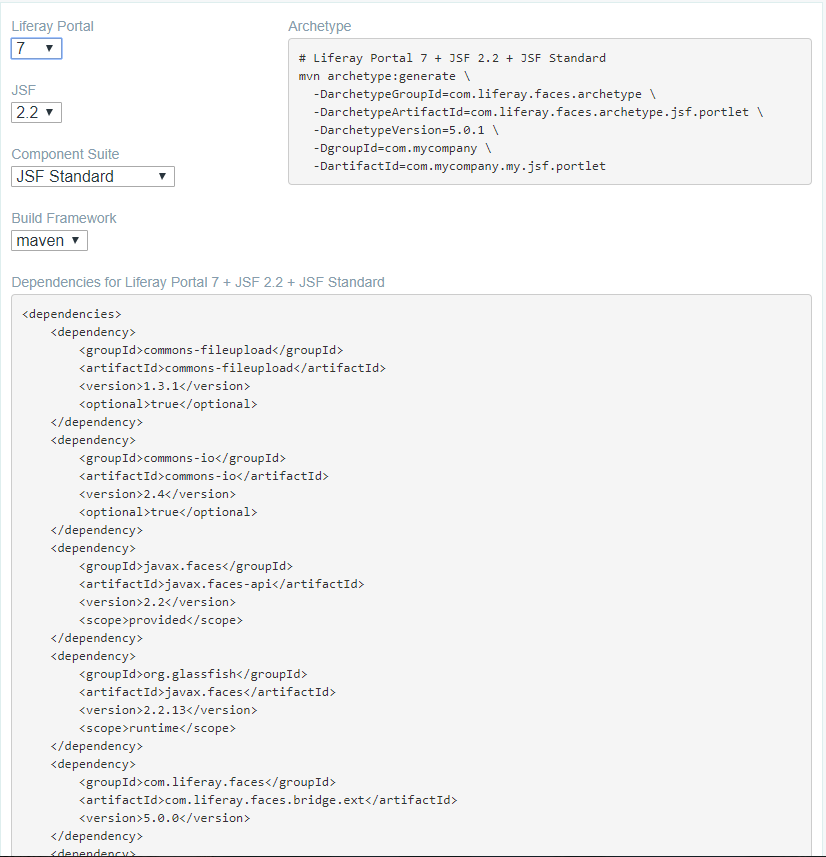 Liferay Portal
7
JSF
2.2
Component Suite
JSF Standard
Build Framework
maven
Archetype
# Liferay Portal 7 + JSF 2.2 + JSF Standard
mvn archetype:generate \
  -DarchetypeGroupId=com.liferay.faces.archetype \
  -DarchetypeArtifactId=com.liferay.faces.archetype.jsf.portlet \
  -DarchetypeVersion=5.0.1 \
  -DgroupId=com.mycompany \
  -DartifactId=com.mycompany.my.jsf.portlet
Dependencies for Liferay Portal 7 + JSF 2.2 + JSF Standard
<dependencies>
    <dependency>
        <groupId>commons-fileupload</groupId>
        <artifactId>commons-fileupload</artifactId>
        <version>1.3.1</version>
        <optional>true</optional>
    </dependency>
    <dependency>
        <groupId>commons-io</groupId>
        <artifactId>commons-io</artifactId>
        <version>2.4</version>
        <optional>true</optional>
    </dependency>
    <dependency>
        <groupId>javax.faces</groupId>
        <artifactId>javax.faces-api</artifactId>
        <version>2.2</version>
        <scope>provided</scope>
    </dependency>
    <dependency>
        <groupId>org.glassfish</groupId>
        <artifactId>javax.faces</artifactId>
        <version>2.2.13</version>
        <scope>runtime</scope>
    </dependency>
    <dependency>
        <groupId>com.liferay.faces</groupId>
        <artifactId>com.liferay.faces.bridge.ext</artifactId>
        <version>5.0.0</version>
    </dependency>
    <dependency>